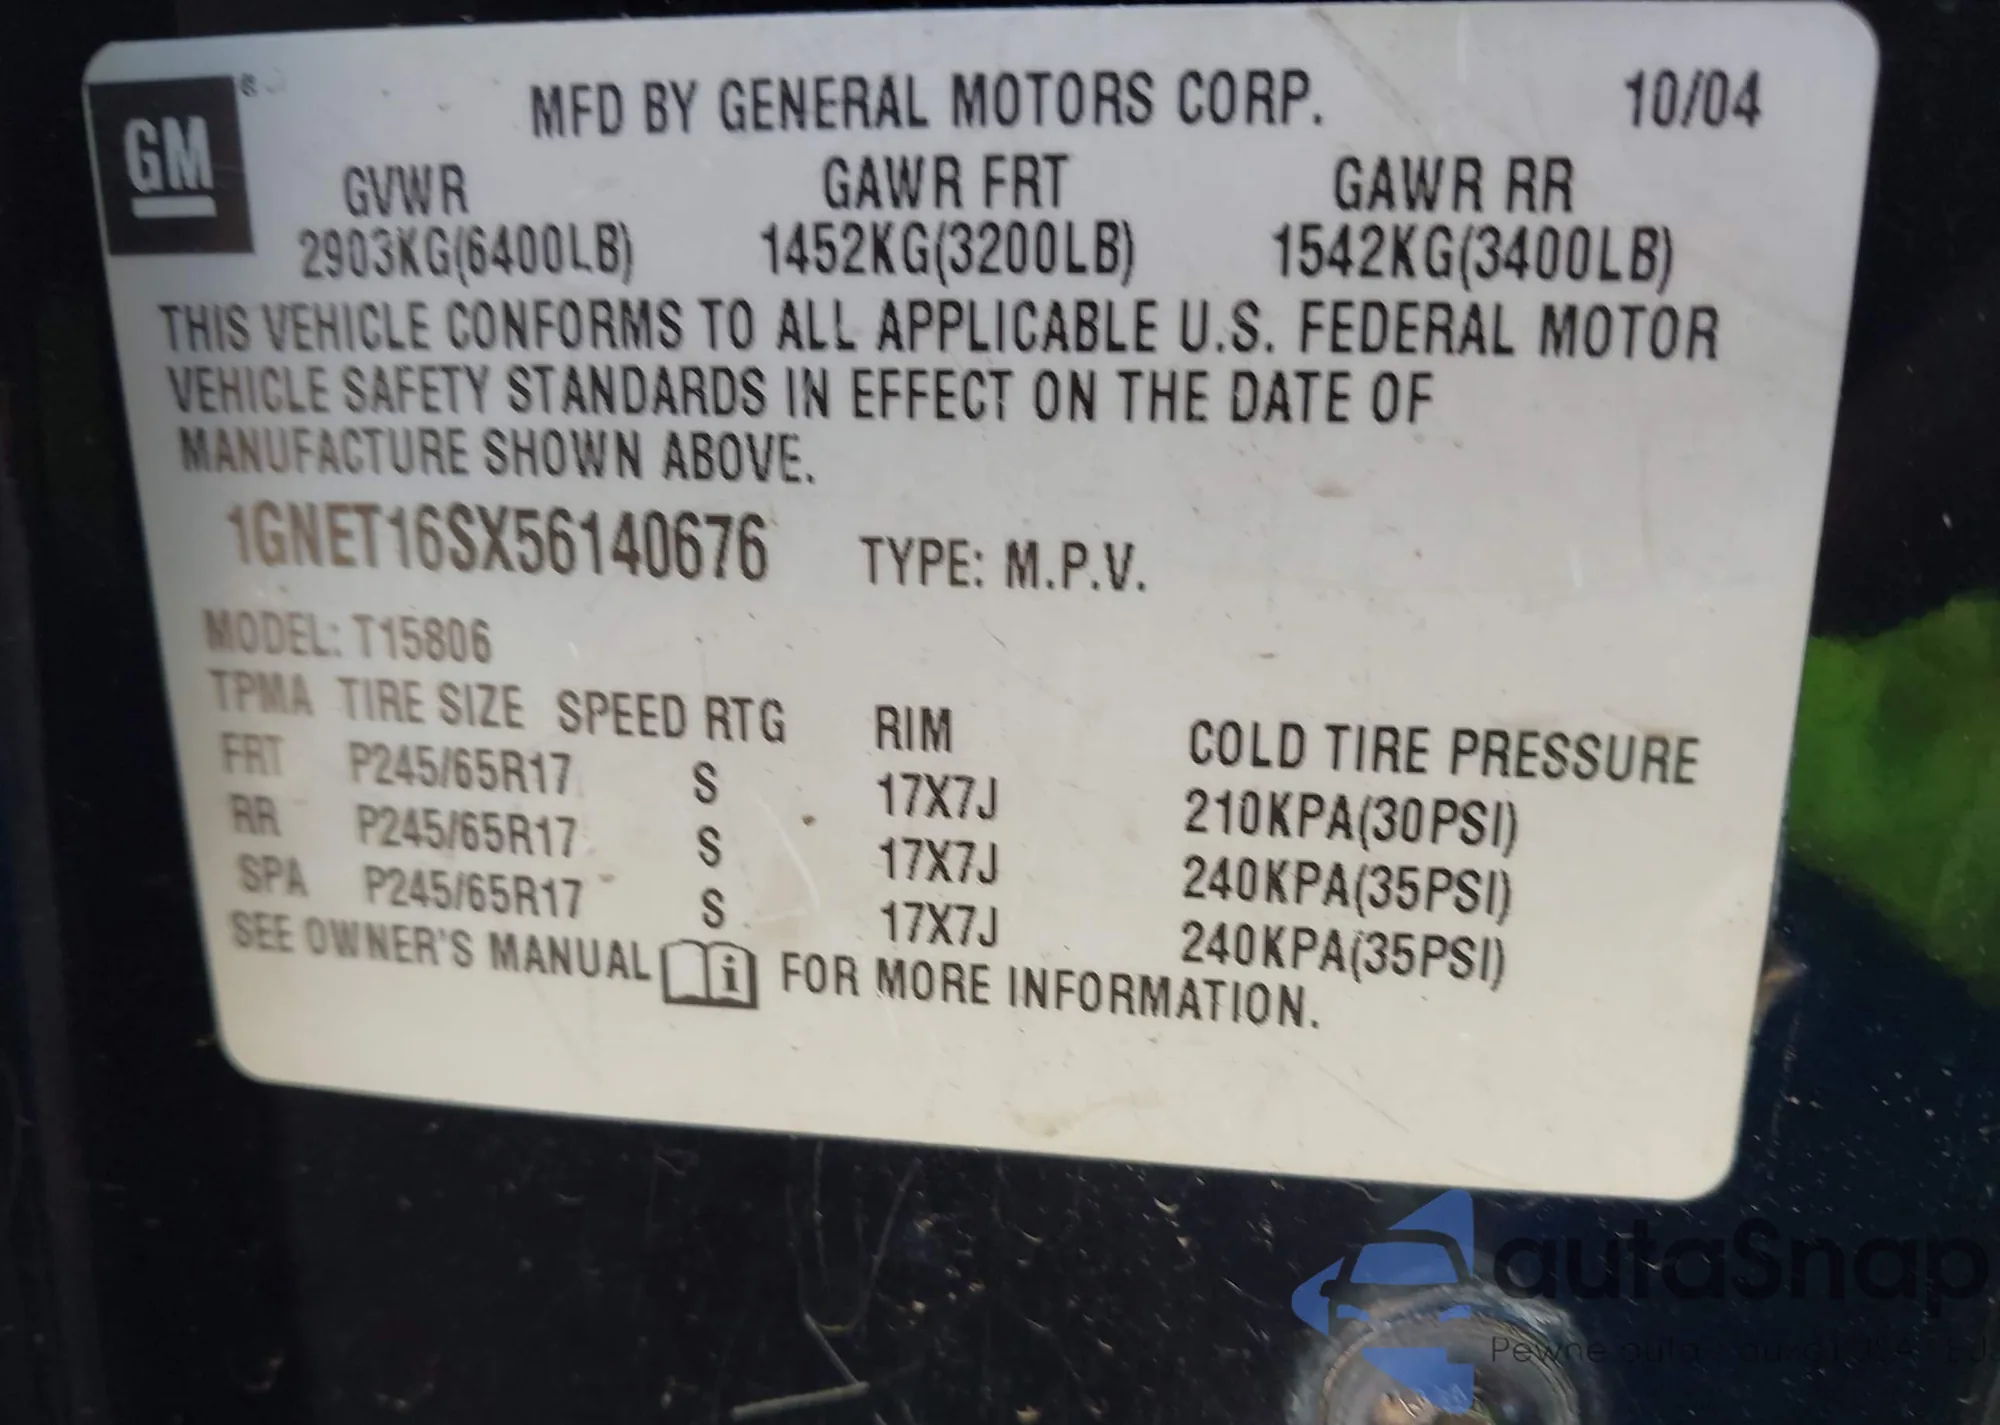 GM ®
MFD BY GENERAL MOTORS CORP. 10/04
GVWR GAWR FRT GAWR RR
2903KG(6400LB) 1452KG(3200LB) 1542KG(3400LB)
THIS VEHICLE CONFORMS TO ALL APPLICABLE U.S. FEDERAL MOTOR
VEHICLE SAFETY STANDARDS IN EFFECT ON THE DATE OF
MANUFACTURE SHOWN ABOVE.
1GNET16SX56140676 TYPE: M.P.V.
MODEL: T15806
TPMA TIRE SIZE SPEED RTG RIM COLD TIRE PRESSURE
FRT P245/65R17 S 17X7J 210KPA(30PSI)
RR P245/65R17 S 17X7J 240KPA(35PSI)
SPA P245/65R17 S 17X7J 240KPA(35PSI)
SEE OWNER'S MANUAL i FOR MORE INFORMATION.
autaSnap
Pewne auta